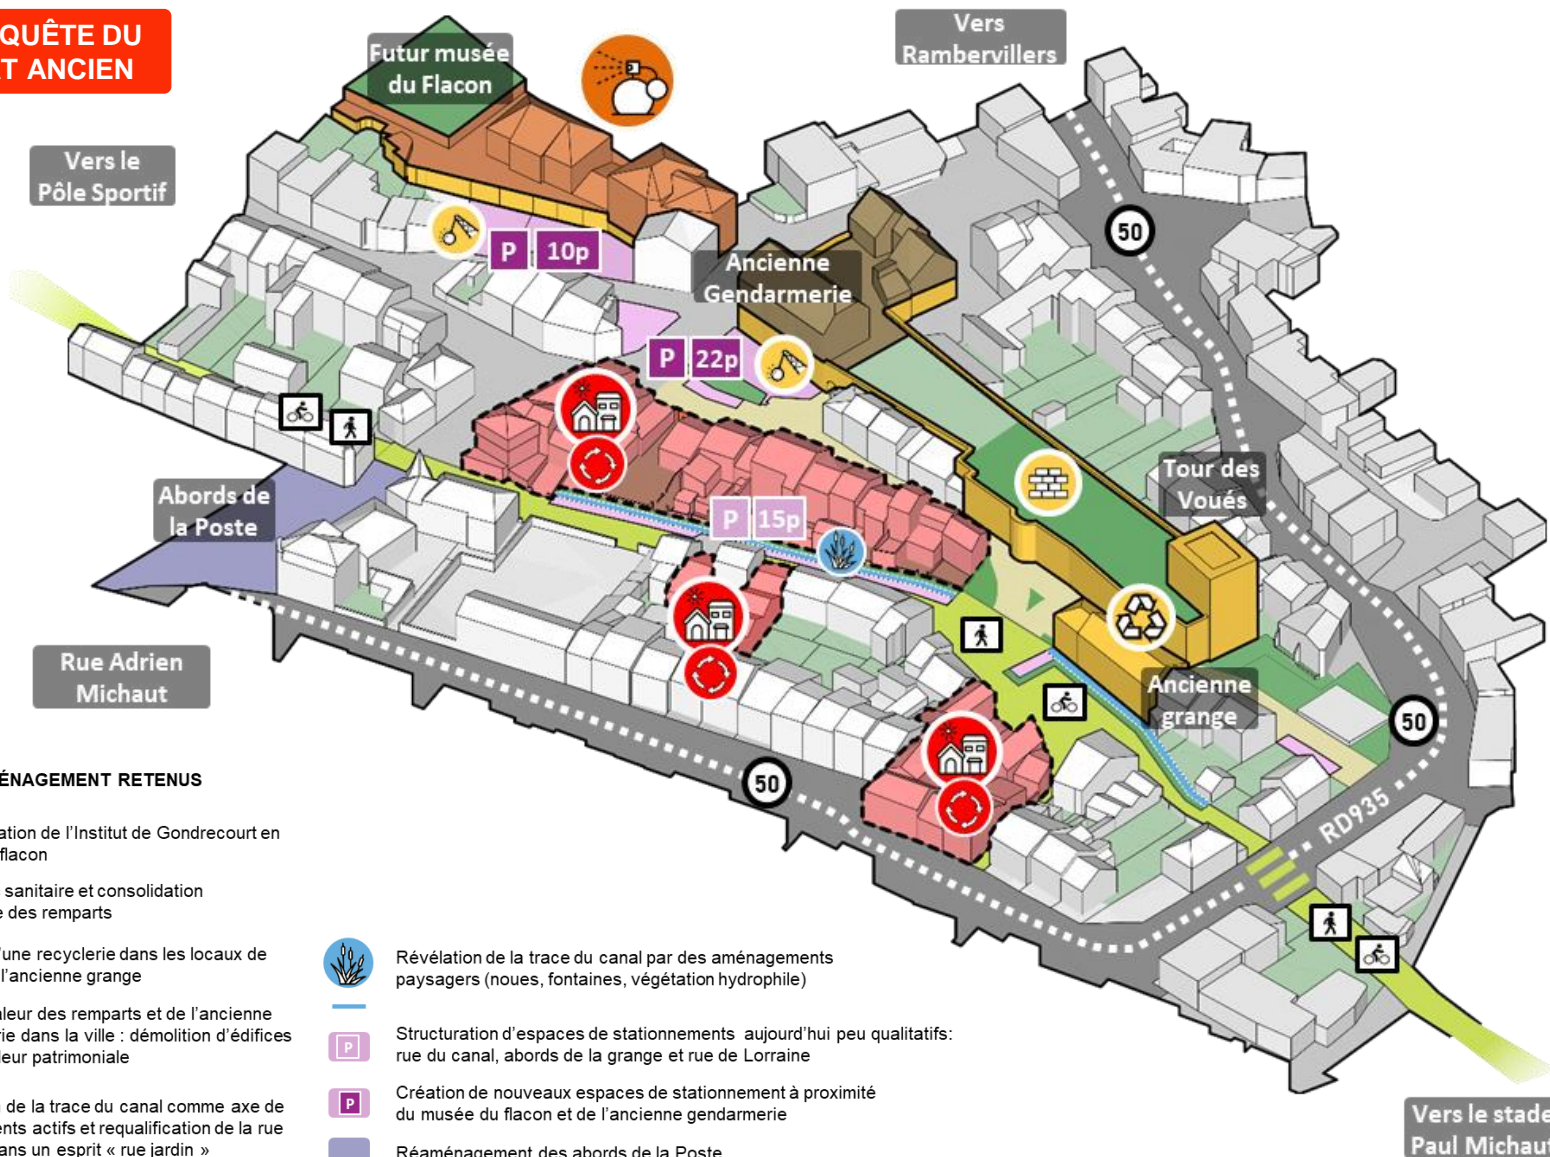 QUÊTE DU
T ANCIEN
Futur musée
du Flacon
Vers
Rambervillers
Vers le
Pôle Sportif
50
P 10p
Ancienne
Gendarmerie
P 22p
Tour des
Voués
Abords de
la Poste
P 15p
Rue Adrien
Michaut
Ancienne
grange
50
50
RD935
ÉNAGEMENT RETENUS
ation de l’Institut de Gondrecourt en
flacon
sanitaire et consolidation
e des remparts
’une recyclerie dans les locaux de
l’ancienne grange
aleur des remparts et de l’ancienne
rie dans la ville : démolition d’édifices
leur patrimoniale
de la trace du canal comme axe de
ents actifs et requalification de la rue
ans un esprit « rue jardin »
Révélation de la trace du canal par des aménagements
paysagers (noues, fontaines, végétation hydrophile)
P
Structuration d’espaces de stationnements aujourd’hui peu qualitatifs:
rue du canal, abords de la grange et rue de Lorraine
P
Création de nouveaux espaces de stationnement à proximité
du musée du flacon et de l’ancienne gendarmerie
Réaménagement des abords de la Poste
Vers le stade
Paul Michaut